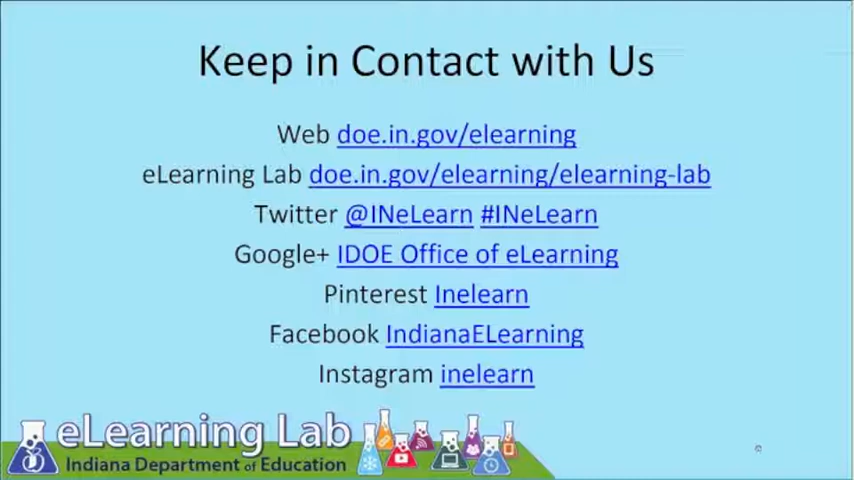 Keep in Contact with Us
Web doe.in.gov/elearning
eLearning Lab doe.in.gov/elearning/elearning-lab
Twitter @INeLearn #INeLearn
Google+ IDOE Office of eLearning
Pinterest Inelearn
Facebook IndianaELearning
Instagram inelearn
eLearning Lab
Indiana Department of Education